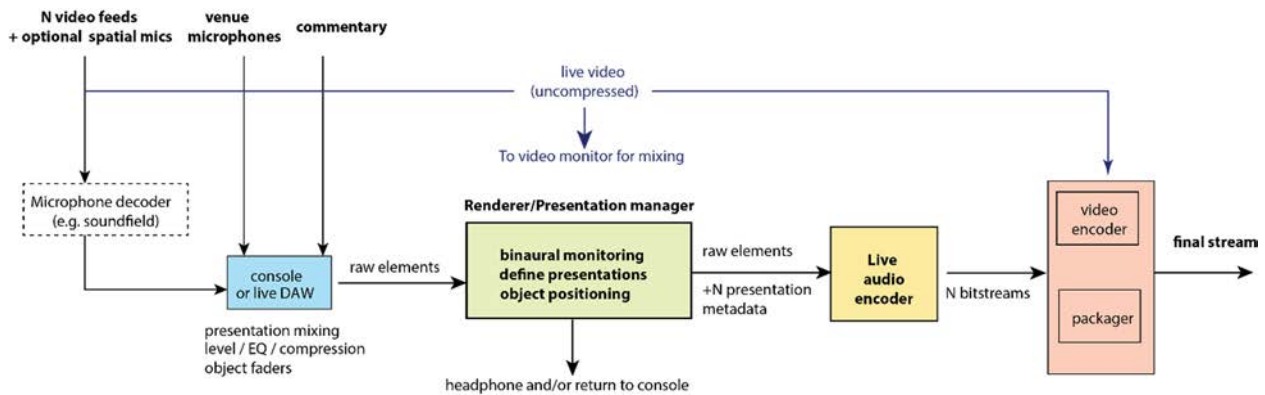 N video feeds
+ optional spatial mics
venue
microphones
commentary
live video
(uncompressed)
To video monitor for mixing
Microphone decoder
(e.g. soundfield)
console
or live DAW
presentation mixing
level / EQ / compression
object faders
raw elements
Renderer/Presentation manager
binaural monitoring
define presentations
object positioning
headphone and/or return to console
raw elements
+N presentation
metadata
Live
audio
encoder
N bitstreams
video
encoder
packager
final stream